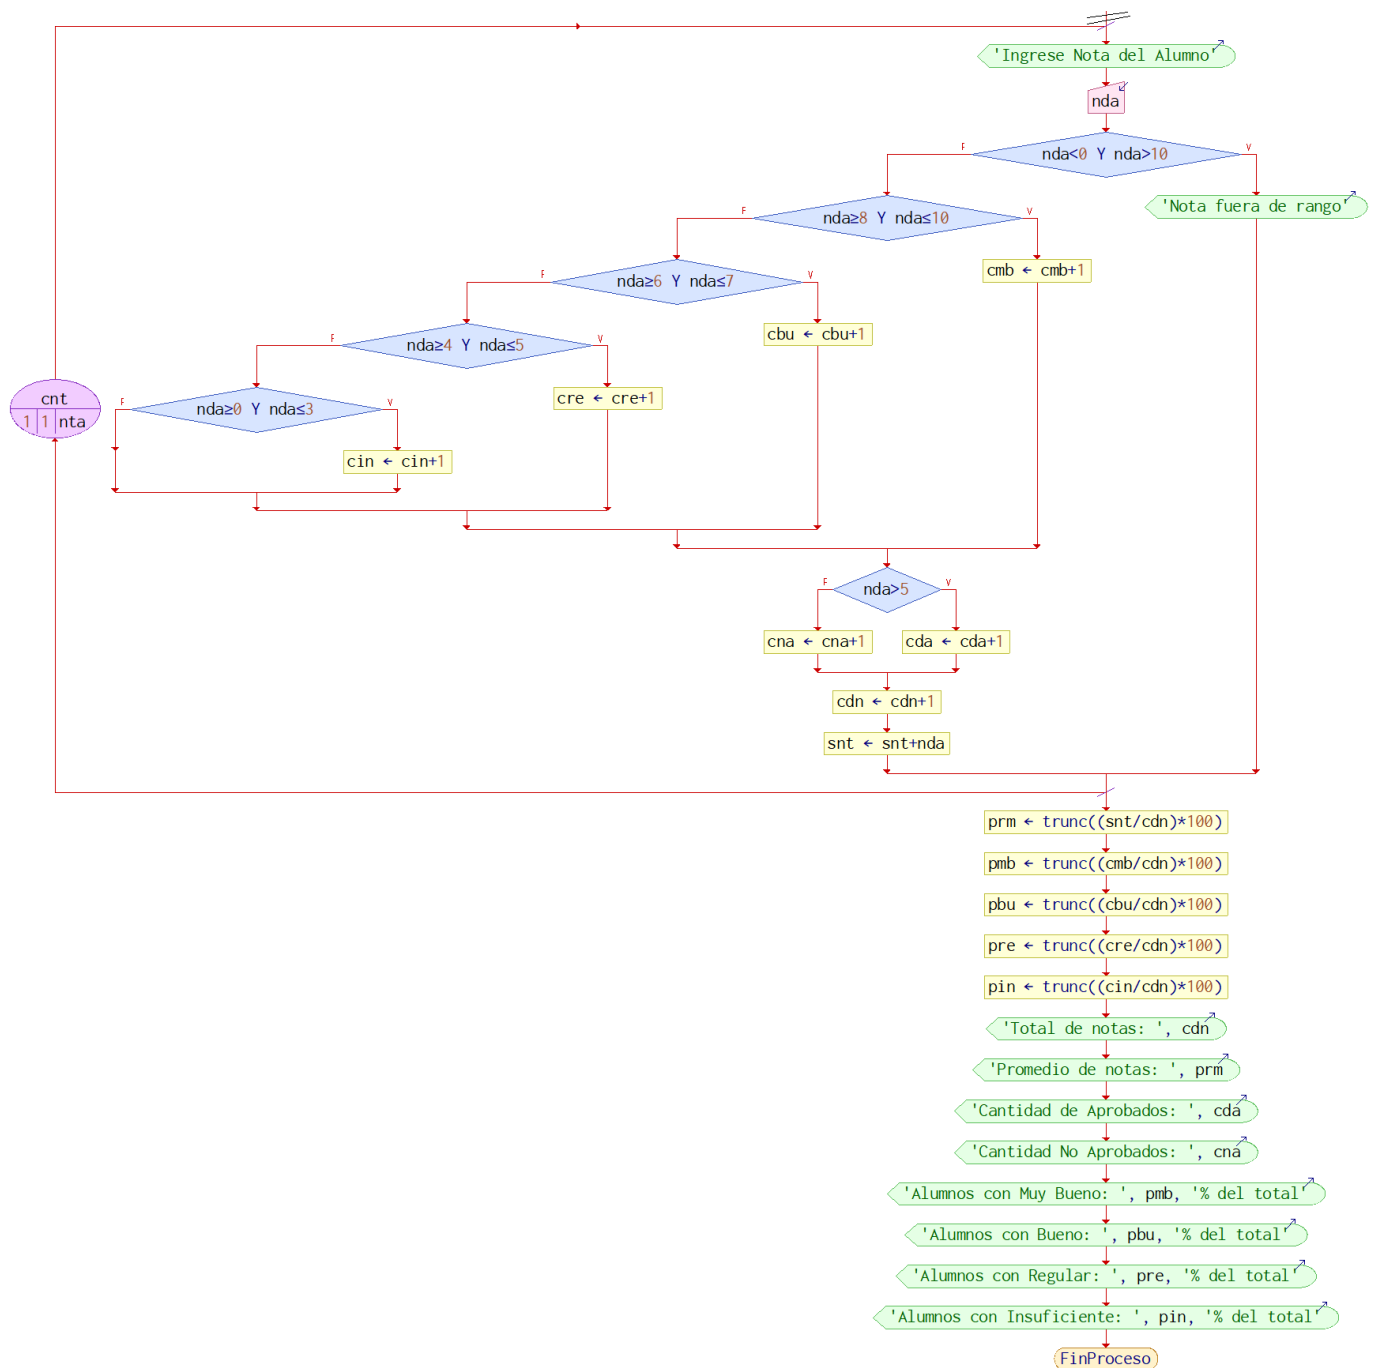 'Ingrese Nota del Alumno'
nda
nda<0 Y nda>10
F
V
'Nota fuera de rango'
nda≥8 Y nda≤10
F
V
cmb ← cmb+1
nda≥6 Y nda≤7
F
V
cbu ← cbu+1
nda≥4 Y nda≤5
F
V
cre ← cre+1
nda≥0 Y nda≤3
F
V
cin ← cin+1
cnt
1 1 nta
nda>5
F
V
cna ← cna+1
cda ← cda+1
cdn ← cdn+1
snt ← snt+nda
prm ← trunc((snt/cdn)*100)
pmb ← trunc((cmb/cdn)*100)
pbu ← trunc((cbu/cdn)*100)
pre ← trunc((cre/cdn)*100)
pin ← trunc((cin/cdn)*100)
'Total de notas: ', cdn
'Promedio de notas: ', prm
'Cantidad de Aprobados: ', cda
'Cantidad No Aprobados: ', cna
'Alumnos con Muy Bueno: ', pmb, '% del total'
'Alumnos con Bueno: ', pbu, '% del total'
'Alumnos con Regular: ', pre, '% del total'
'Alumnos con Insuficiente: ', pin, '% del total'
FinProceso